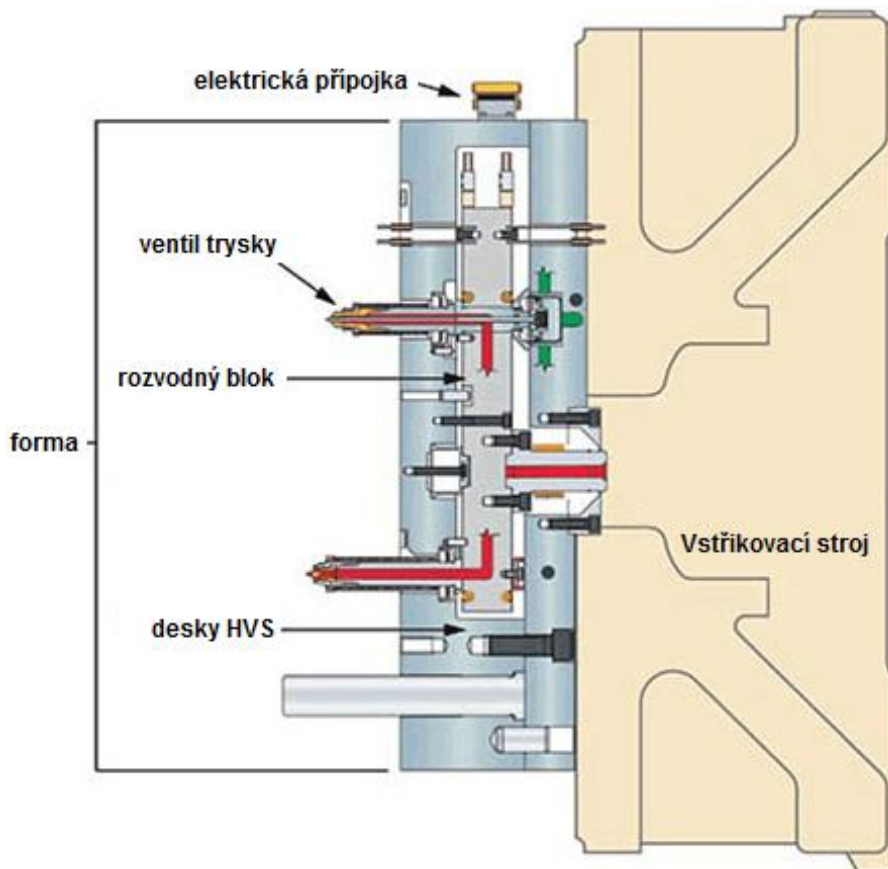 elektrická přípojka
ventil trysky
rozvodný blok
forma
Vstřikovací stroj
desky HVS